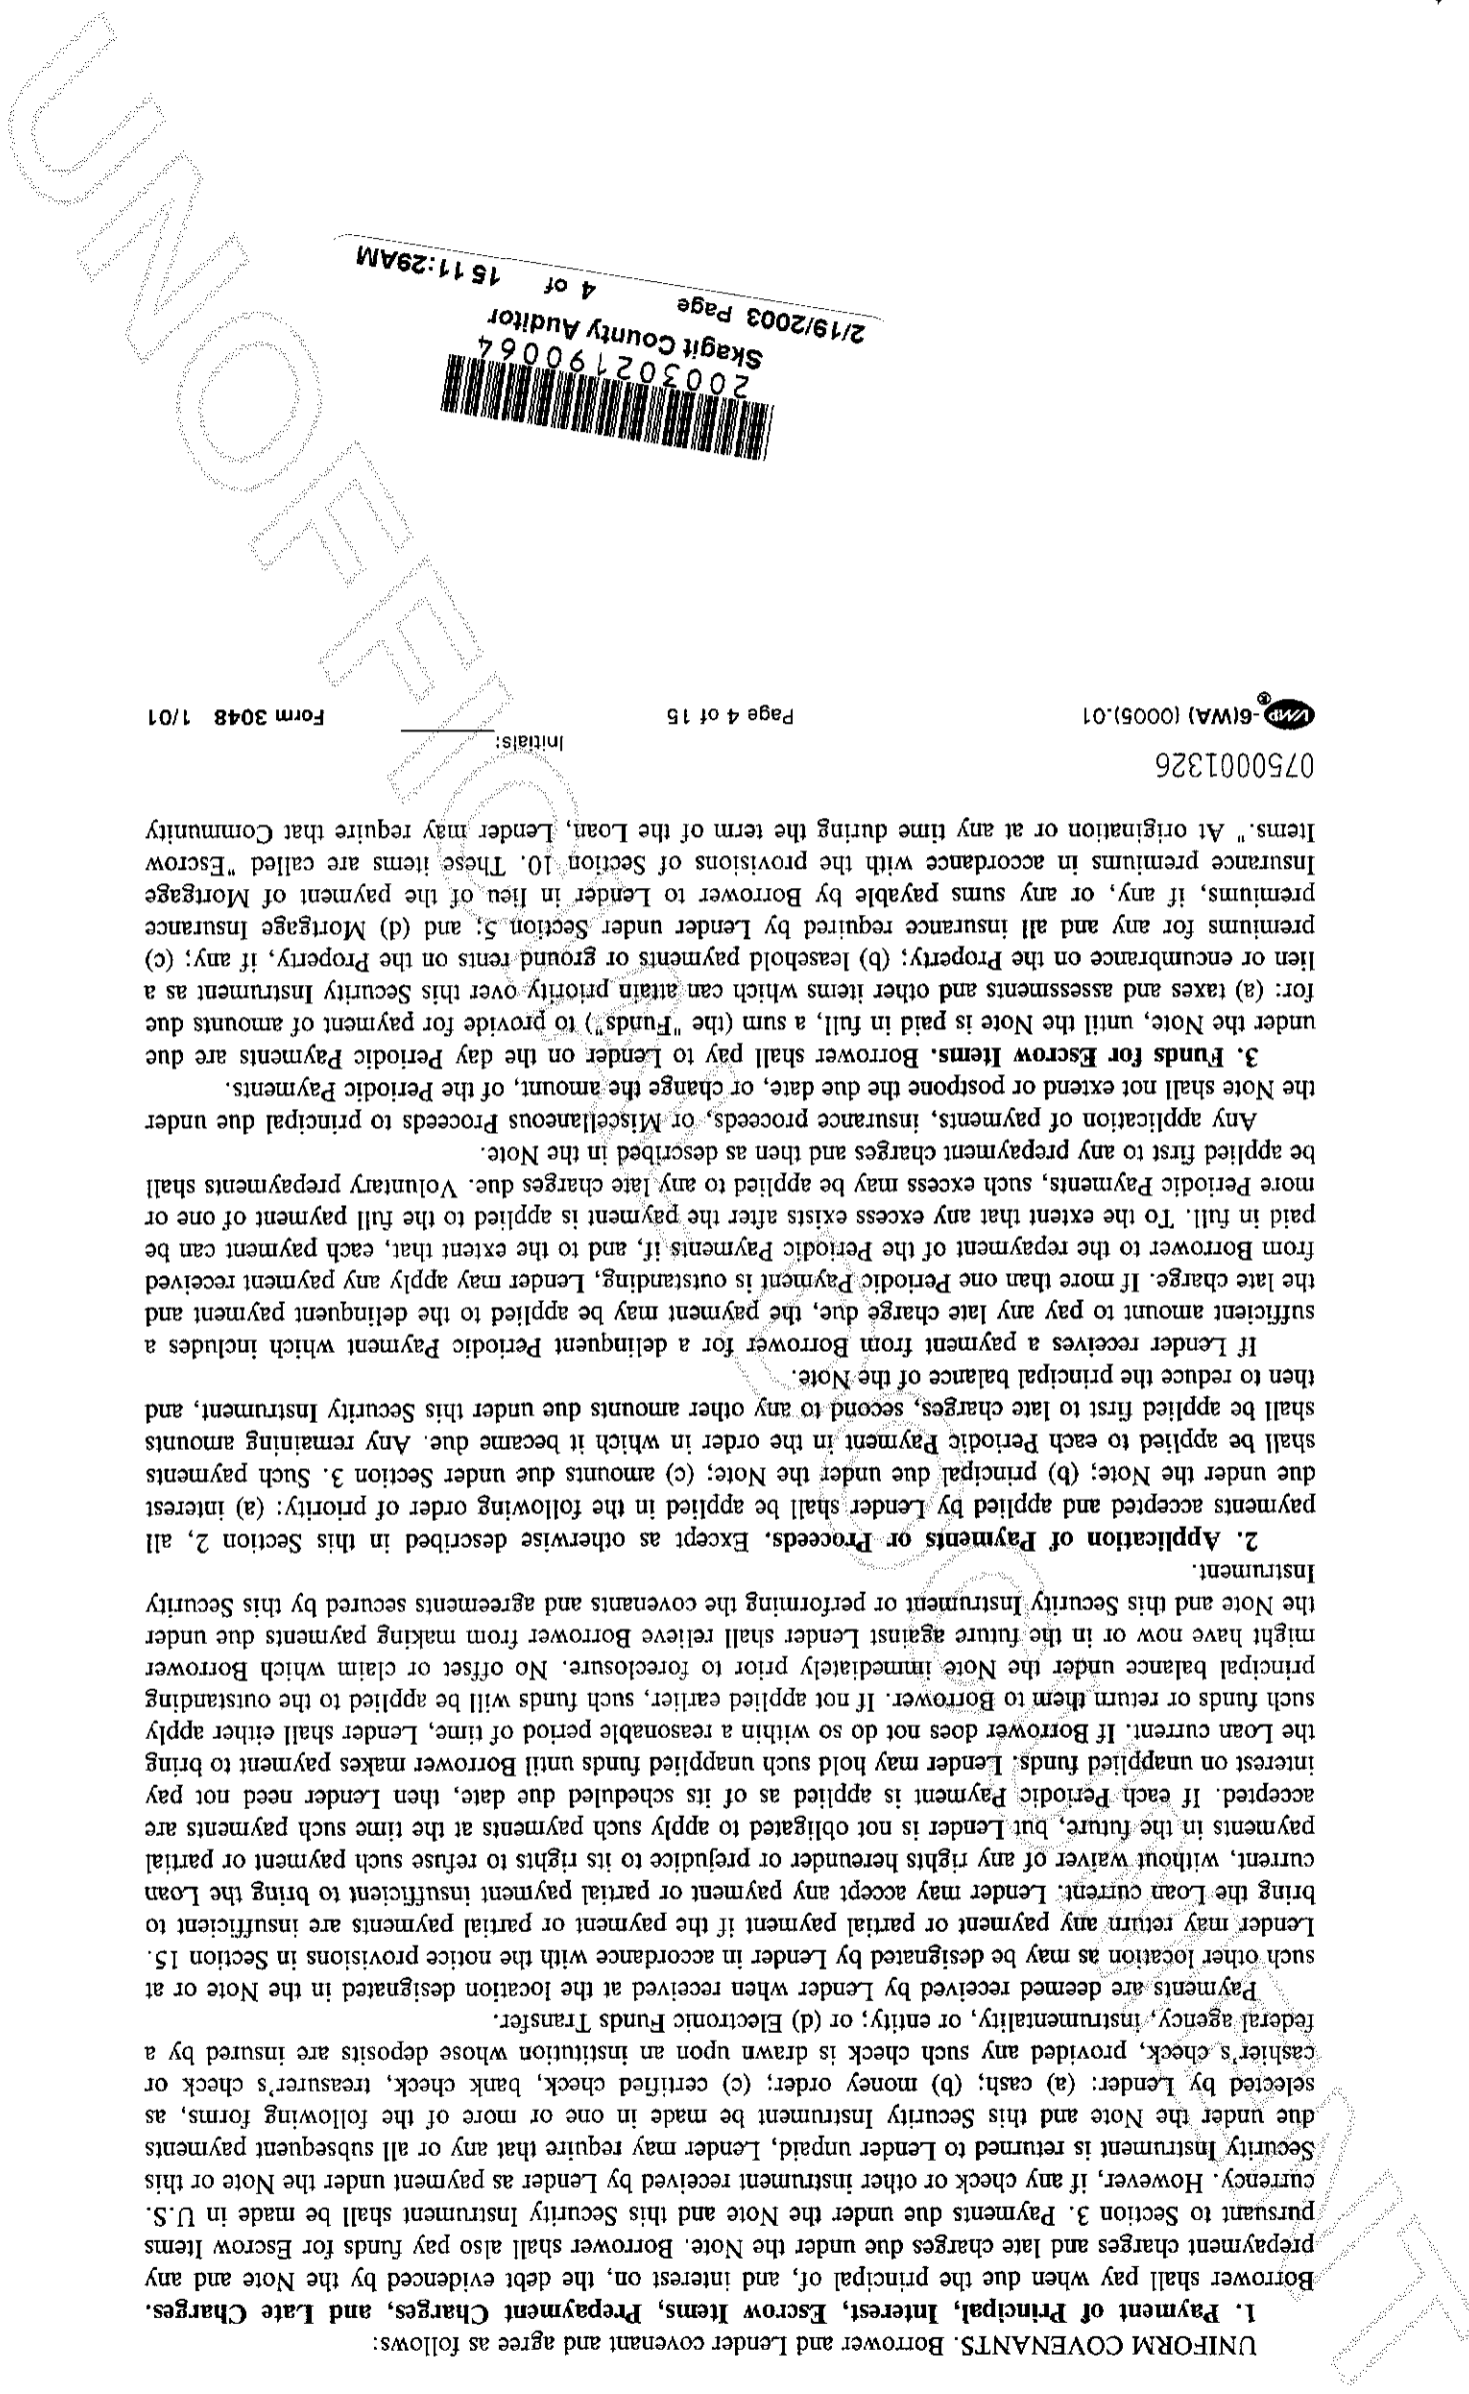 UNIFORM COVENANTS. Borrower and Lender covenant and agree as follows:
1. Payment of Principal, Interest, Escrow Items, Prepayment Charges, and Late Charges.
Borrower shall pay when due the principal of, and interest on, the debt evidenced by the Note and any
prepayment charges and late charges due under the Note. Borrower shall also pay funds for Escrow Items
pursuant to Section 3. Payments due under the Note and this Security Instrument shall be made in U.S.
currency. However, if any check or other instrument received by Lender as payment under the Note or this
Security Instrument is returned to Lender unpaid, Lender may require that any or all subsequent payments
due under the Note and this Security Instrument be made in one or more of the following forms, as
selected by Lender: (a) cash; (b) money order; (c) certified check, bank check, treasurer's check or
cashier's check, provided any such check is drawn upon an institution whose deposits are insured by a
federal agency, instrumentality, or entity; or (d) Electronic Funds Transfer.
Payments are deemed received by Lender when received at the location designated in the Note or at
such other location as may be designated by Lender in accordance with the notice provisions in Section 15.
Lender may return any payment or partial payment if the payment or partial payments are insufficient to
bring the Loan current. Lender may accept any payment or partial payment insufficient to bring the Loan
current, without waiver of any rights hereunder or prejudice to its rights to refuse such payment or partial
payments in the future, but Lender is not obligated to apply such payments at the time such payments are
accepted. If each Periodic Payment is applied as of its scheduled due date, then Lender need not pay
interest on unapplied funds. Lender may hold such unapplied funds until Borrower makes payment to bring
the Loan current. If Borrower does not do so within a reasonable period of time, Lender shall either apply
such funds or return them to Borrower. If not applied earlier, such funds will be applied to the outstanding
principal balance under the Note immediately prior to foreclosure. No offset or claim which Borrower
might have now or in the future against Lender shall relieve Borrower from making payments due under
the Note and this Security Instrument or performing the covenants and agreements secured by this Security
Instrument.
2. Application of Payments or Proceeds. Except as otherwise described in this Section 2, all
payments accepted and applied by Lender shall be applied in the following order of priority: (a) interest
due under the Note; (b) principal due under the Note; (c) amounts due under Section 3. Such payments
shall be applied to each Periodic Payment in the order in which it became due. Any remaining amounts
shall be applied first to late charges, second to any other amounts due under this Security Instrument, and
then to reduce the principal balance of the Note.
If Lender receives a payment from Borrower for a delinquent Periodic Payment which includes a
sufficient amount to pay any late charge due, the payment may be applied to the delinquent payment and
the late charge. If more than one Periodic Payment is outstanding, Lender may apply any payment received
from Borrower to the repayment of the Periodic Payments if, and to the extent that, each payment can be
paid in full. To the extent that any excess exists after the payment is applied to the full payment of one or
more Periodic Payments, such excess may be applied to any late charges due. Voluntary prepayments shall
be applied first to any prepayment charges and then as described in the Note.
Any application of payments, insurance proceeds, or Miscellaneous Proceeds to principal due under
the Note shall not extend or postpone the due date, or change the amount, of the Periodic Payments.
3. Funds for Escrow Items. Borrower shall pay to Lender on the day Periodic Payments are due
under the Note, until the Note is paid in full, a sum (the "Funds") to provide for payment of amounts due
for: (a) taxes and assessments and other items which can attain priority over this Security Instrument as a
lien or encumbrance on the Property; (b) leasehold payments or ground rents on the Property, if any; (c)
premiums for any and all insurance required by Lender under Section 5; and (d) Mortgage Insurance
premiums, if any, or any sums payable by Borrower to Lender in lieu of the payment of Mortgage
Insurance premiums in accordance with the provisions of Section 10. These items are called "Escrow
Items." At origination or at any time during the term of the Loan, Lender may require that Community
0750001326
Initials:
VMP®-6(WA) (0005).01 Page 4 of 15 Form 3048 1/01
200302190064
Skagit County Auditor
2/19/2003 Page 4 of 15 11:29AM
UNOFFICIAL DOCUMENT